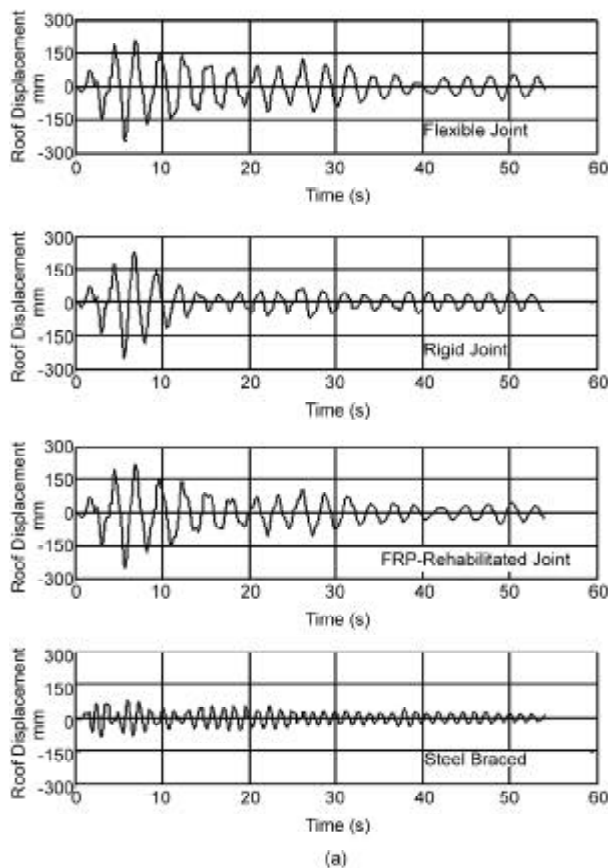 Roof Displacement
mm
300
150
0
-150
-300
Flexible Joint
0 10 20 30 40 50 60
Time (s)
Roof Displacement
mm
300
150
0
-150
-300
Rigid Joint
0 10 20 30 40 50 60
Time (s)
Roof Displacement
mm
300
150
0
-150
-300
FRP-Rehabilitated Joint
0 10 20 30 40 50 60
Time (s)
Roof Displacement
mm
300
150
0
-150
-300
Steel Braced
0 10 20 30 40 50 60
Time (s)
(a)